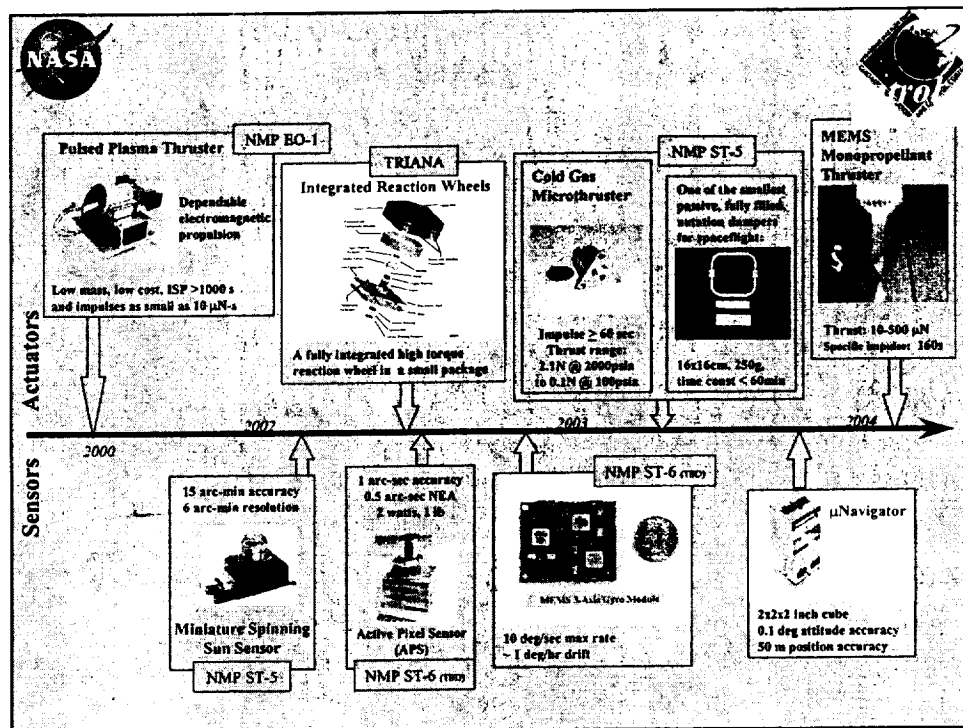 NASA
NMP EO-1
Pulsed Plasma Thruster
Dependable
electromagnetic
propulsion
Low mass, low cost, ISP >1000 s
and impulses as small as 10 μN-s
TRIANA
Integrated Reaction Wheels
A fully integrated high torque
reaction wheel in a small package
NMP ST-5
Cold Gas
Microthruster
Impulse ≥ 60 sec
Thrust range:
2.1N @ 2000psia
to 0.1N @ 100psia
One of the smallest
passive, fully filled,
nutation dampers
for spaceflight:
16x16cm, 250g,
time const < 60min
MEMS
Monopropellant
Thruster
Thrust: 10-500 μN
Specific impulse: 160s
Actuators
Sensors
2000
2002
2003
2004
15 arc-min accuracy
6 arc-min resolution
Miniature Spinning
Sun Sensor
NMP ST-5
1 arc-sec accuracy
0.5 arc-sec NEA
2 watts, 1 lb
Active Pixel Sensor
(APS)
NMP ST-6 (TBD)
NMP ST-6 (TBD)
MEMS 3-Axis Gyro Module
10 deg/sec max rate
~ 1 deg/hr drift
μNavigator
2x2x2 inch cube
0.1 deg attitude accuracy
50 m position accuracy